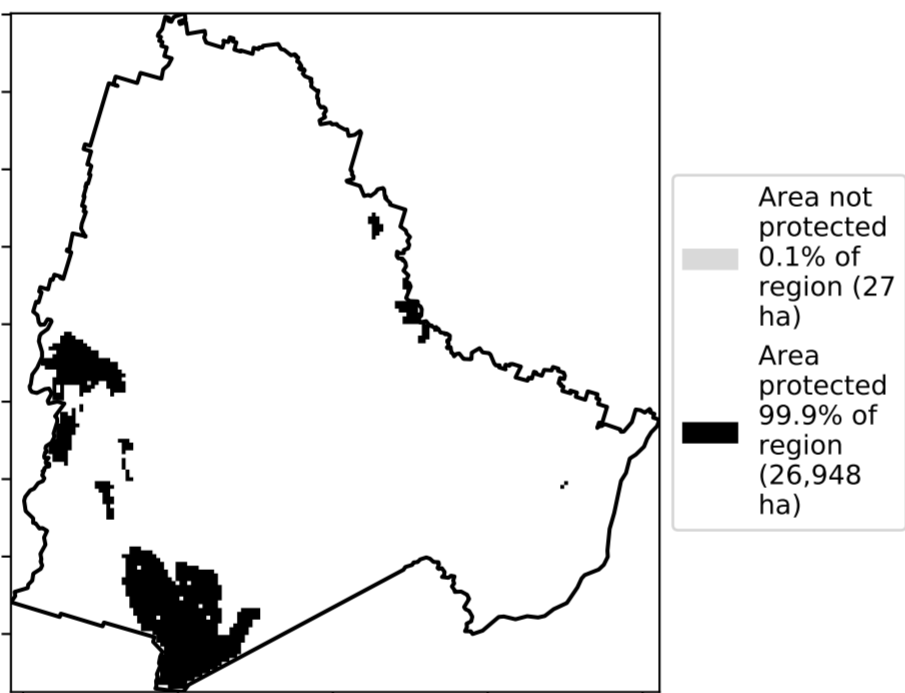 Area not
protected
0.1% of
region (27
ha)
Area
protected
99.9% of
region
(26,948
ha)